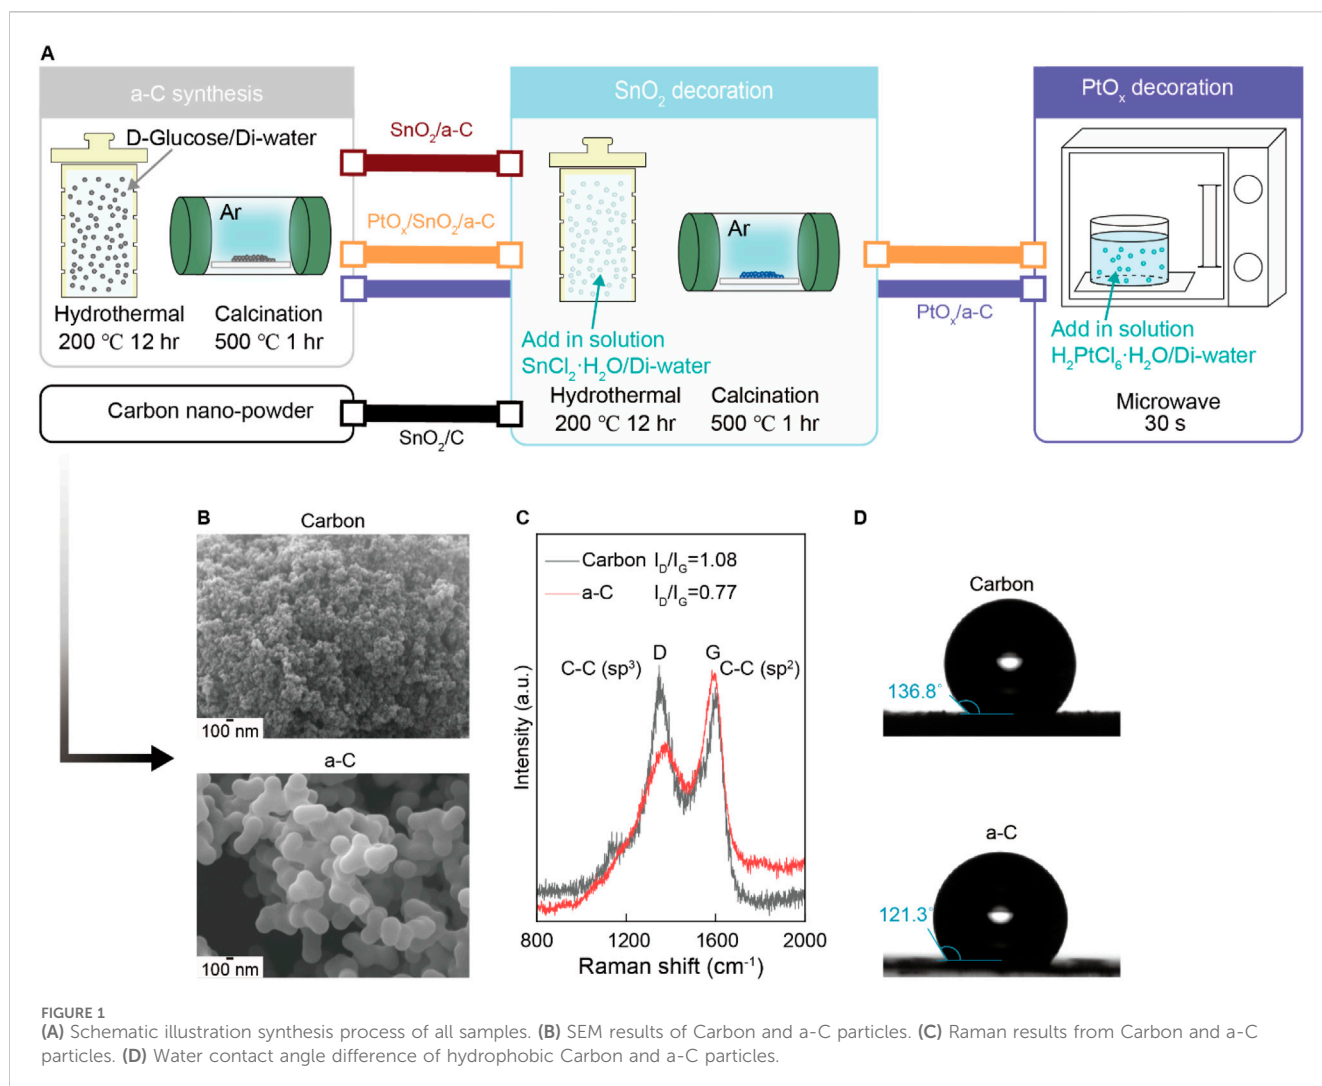 A
a-C synthesis
D-Glucose/Di-water
Ar
Hydrothermal
200 ℃ 12 hr
Calcination
500 ℃ 1 hr
Carbon nano-powder
SnO₂/a-C
PtOₓ/SnO₂/a-C
SnO₂/C
SnO₂ decoration
Ar
Add in solution
SnCl₂·H₂O/Di-water
Hydrothermal
200 ℃ 12 hr
Calcination
500 ℃ 1 hr
PtOₓ/a-C
PtOₓ decoration
Add in solution
H₂PtCl₆·H₂O/Di-water
Microwave
30 s
B
Carbon
100 nm
a-C
100 nm
C
Carbon I_D/I_G=1.08
a-C I_D/I_G=0.77
D
G
C-C (sp³)
C-C (sp²)
Intensity (a.u.)
800
1200
1600
2000
Raman shift (cm⁻¹)
D
Carbon
136.8°
a-C
121.3°
FIGURE 1
(A) Schematic illustration synthesis process of all samples. (B) SEM results of Carbon and a-C particles. (C) Raman results from Carbon and a-C
particles. (D) Water contact angle difference of hydrophobic Carbon and a-C particles.